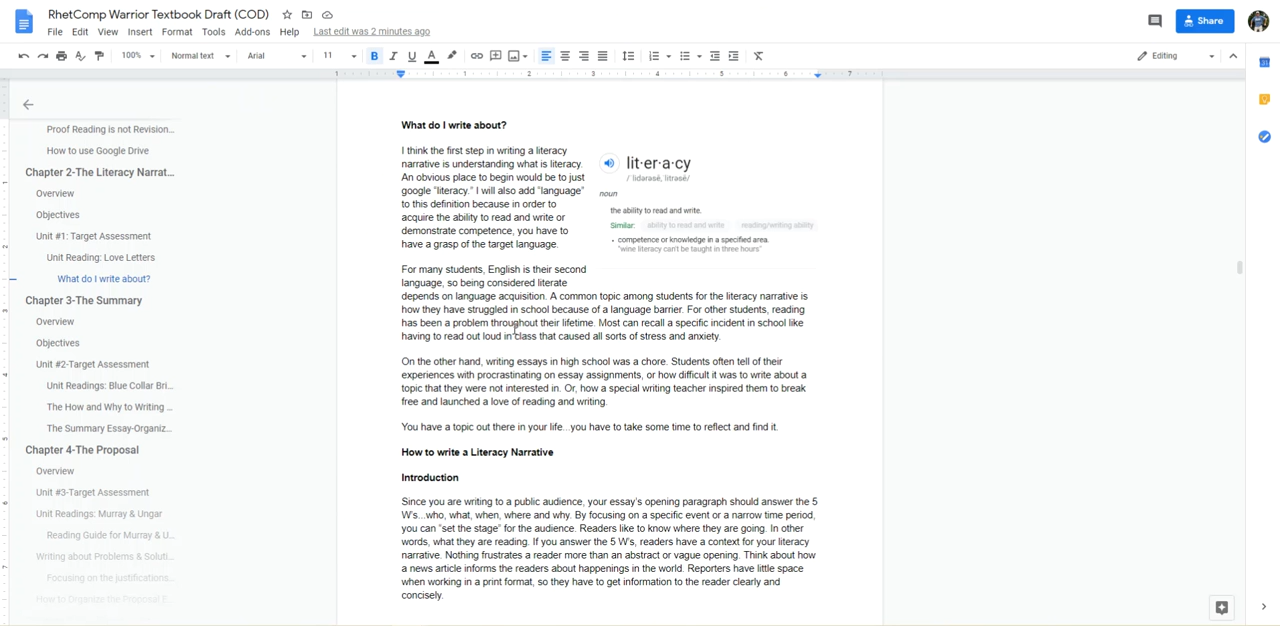 RhetComp Warrior Textbook Draft (COD)
File Edit View Insert Format Tools Add-ons Help Last edit was 2 minutes ago
Share
100% Normal text Arial 11 B I U A Editing
1 1 2 3 4 5 6 7
Proof Reading is not Revision...
How to use Google Drive
Chapter 2-The Literacy Narrat...
Overview
Objectives
Unit #1: Target Assessment
Unit Reading: Love Letters
What do I write about?
Chapter 3-The Summary
Overview
Objectives
Unit #2-Target Assessment
Unit Readings: Blue Collar Bri...
The How and Why to Writing ...
The Summary Essay-Organiz...
Chapter 4-The Proposal
Overview
Unit #3-Target Assessment
Unit Readings: Murray & Ungar
Reading Guide for Murray & U...
Writing about Problems & Soluti...
Focusing on the justifications...
How to Organize the Proposal E...
What do I write about?
I think the first step in writing a literacy
narrative is understanding what is literacy.
An obvious place to begin would be to just
google "literacy." I will also add "language"
to this definition because in order to
acquire the ability to read and write or
demonstrate competence, you have to
have a grasp of the target language.
lit·er·a·cy
/ˈlidərəsē, ˈlitrəsē/
noun
the ability to read and write.
Similar: ability to read and write reading/writing ability
• competence or knowledge in a specified area.
"wine literacy can't be taught in three hours"
For many students, English is their second
language, so being considered literate
depends on language acquisition. A common topic among students for the literacy narrative is
how they have struggled in school because of a language barrier. For other students, reading
has been a problem throughout their lifetime. Most can recall a specific incident in school like
having to read out loud in class that caused all sorts of stress and anxiety.
On the other hand, writing essays in high school was a chore. Students often tell of their
experiences with procrastinating on essay assignments, or how difficult it was to write about a
topic that they were not interested in. Or, how a special writing teacher inspired them to break
free and launched a love of reading and writing.
You have a topic out there in your life...you have to take some time to reflect and find it.
How to write a Literacy Narrative
Introduction
Since you are writing to a public audience, your essay's opening paragraph should answer the 5
W's...who, what, when, where and why. By focusing on a specific event or a narrow time period,
you can "set the stage" for the audience. Readers like to know where they are going. In other
words, what they are reading. If you answer the 5 W's, readers have a context for your literacy
narrative. Nothing frustrates a reader more than an abstract or vague opening. Think about how
a news article informs the readers about happenings in the world. Reporters have little space
when working in a print format, so they have to get information to the reader clearly and
concisely.